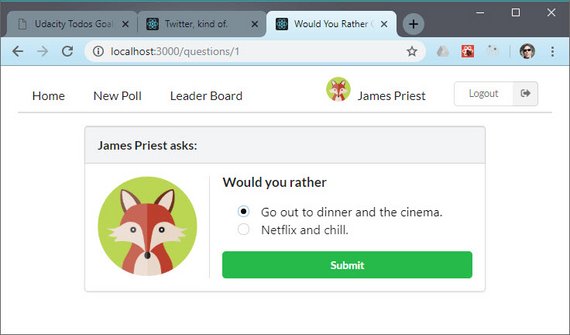 Udacity Todos Goal
Twitter, kind of.
Would You Rather
localhost:3000/questions/1
Home
New Poll
Leader Board
James Priest
Logout
James Priest asks:
Would you rather
Go out to dinner and the cinema.
Netflix and chill.
Submit